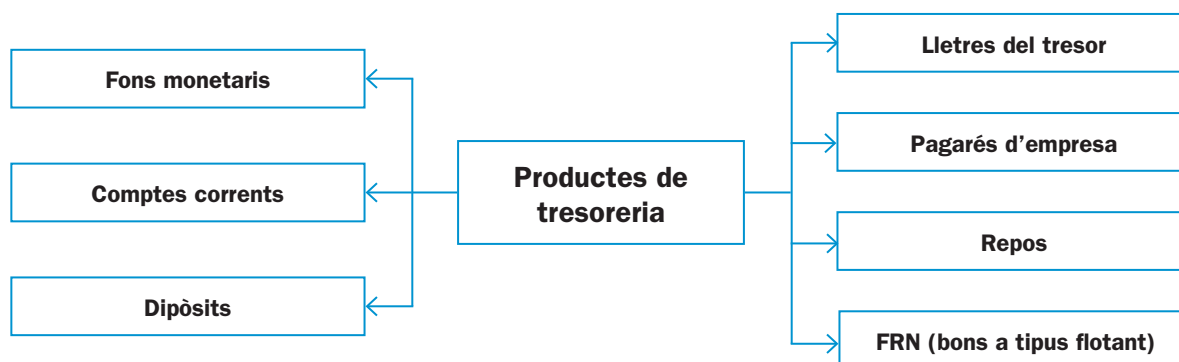 Fons monetaris
Comptes corrents
Dipòsits
Productes de
tresoreria
Lletres del tresor
Pagarés d’empresa
Repos
FRN (bons a tipus flotant)